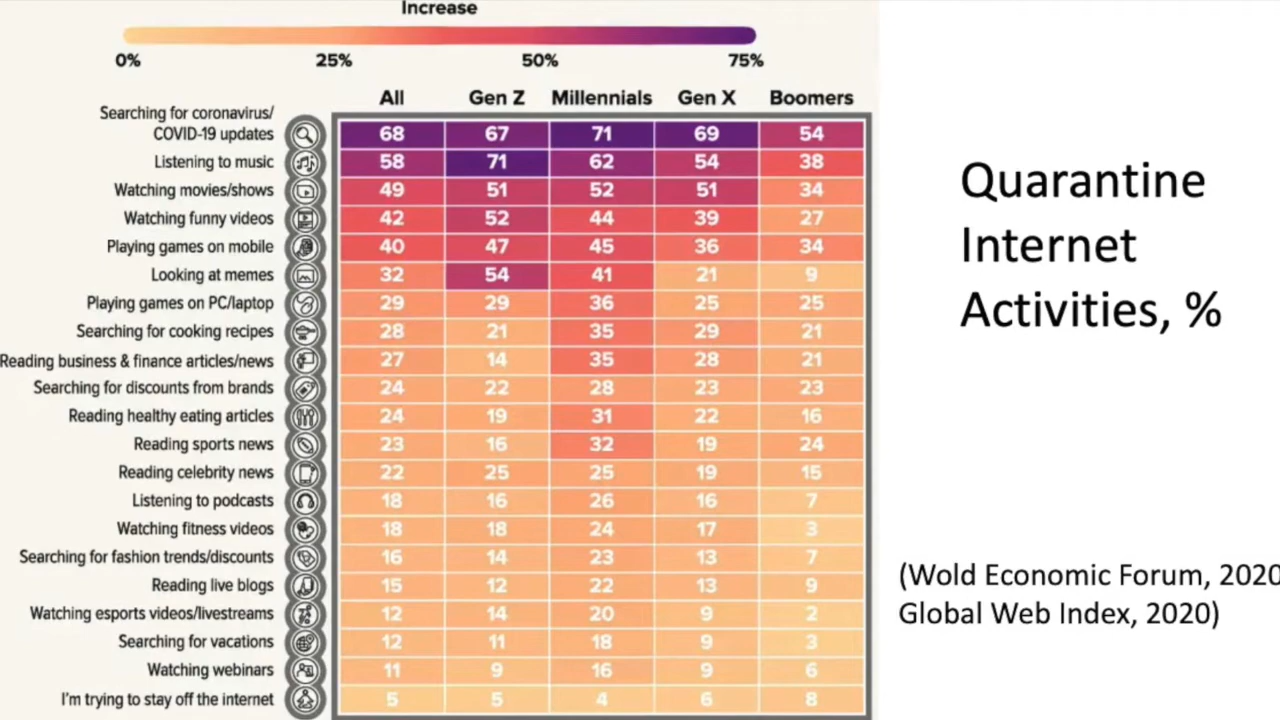 Increase
0% 25% 50% 75%
All Gen Z Millennials Gen X Boomers
Searching for coronavirus/
COVID-19 updates 68 67 71 69 54
Listening to music 58 71 62 54 38
Watching movies/shows 49 51 52 51 34
Watching funny videos 42 52 44 39 27
Playing games on mobile 40 47 45 36 34
Looking at memes 32 54 41 21 9
Playing games on PC/laptop 29 29 36 25 25
Searching for cooking recipes 28 21 35 29 21
Reading business & finance articles/news 27 14 35 28 21
Searching for discounts from brands 24 22 28 23 23
Reading healthy eating articles 24 19 31 22 16
Reading sports news 23 16 32 19 24
Reading celebrity news 22 25 25 19 15
Listening to podcasts 18 16 26 16 7
Watching fitness videos 18 18 24 17 3
Searching for fashion trends/discounts 16 14 23 13 7
Reading live blogs 15 12 22 13 9
Watching esports videos/livestreams 12 14 20 9 2
Searching for vacations 12 11 18 9 3
Watching webinars 11 9 16 9 6
I'm trying to stay off the internet 5 5 4 6 8
Quarantine
Internet
Activities, %
(Wold Economic Forum, 2020
Global Web Index, 2020)